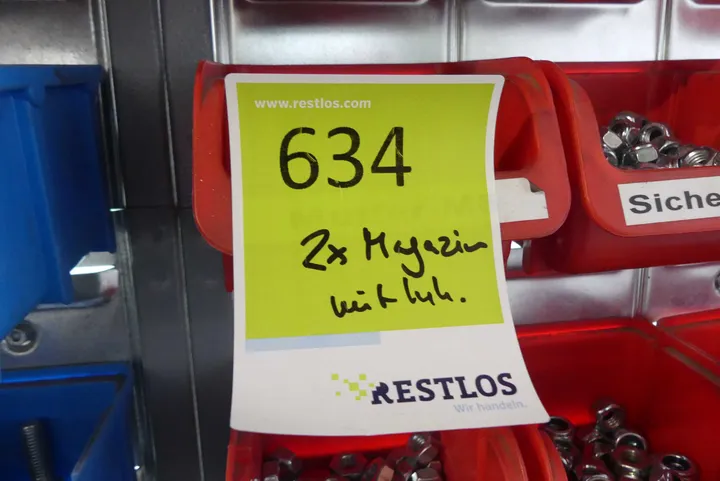 www.restlos.com
634
2x Magazin
mit Inh.
Siche
RESTLOS
Wir handeln.